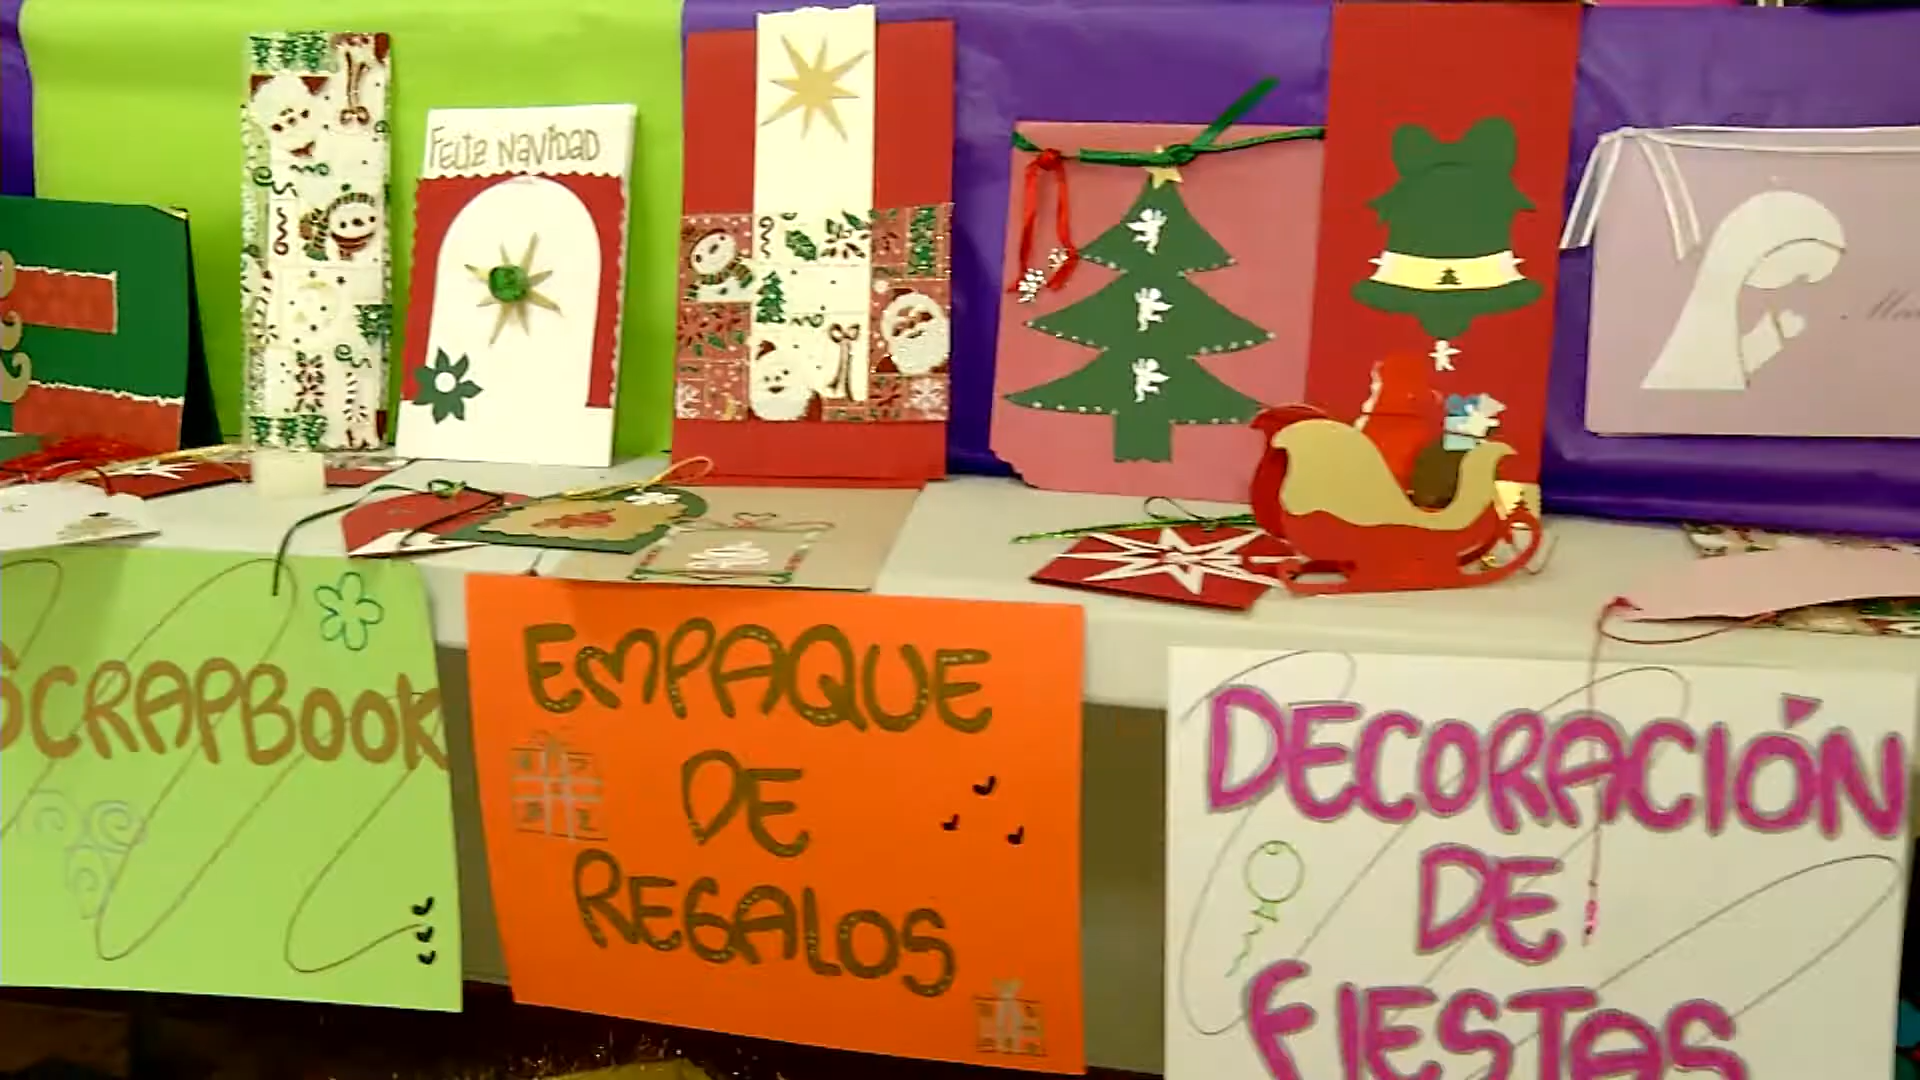 FELIZ NAVIDAD
SCRAPBOOK
EMPAQUE
DE
REGALOS
DECORACIÓN
DE
FIESTAS